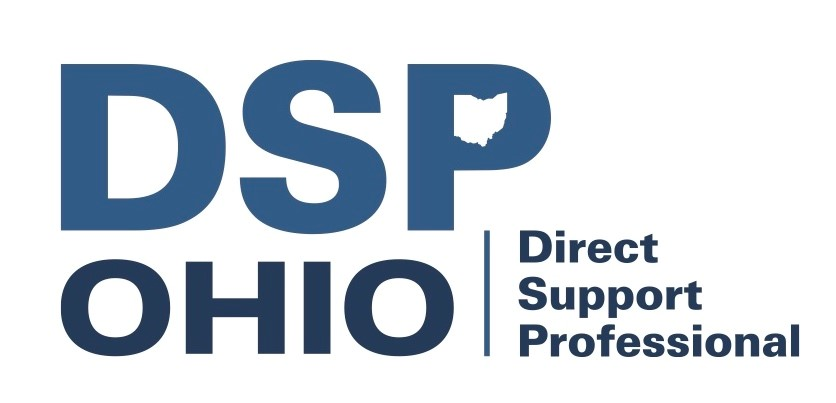 DSP
OHIO
Direct
Support
Professional